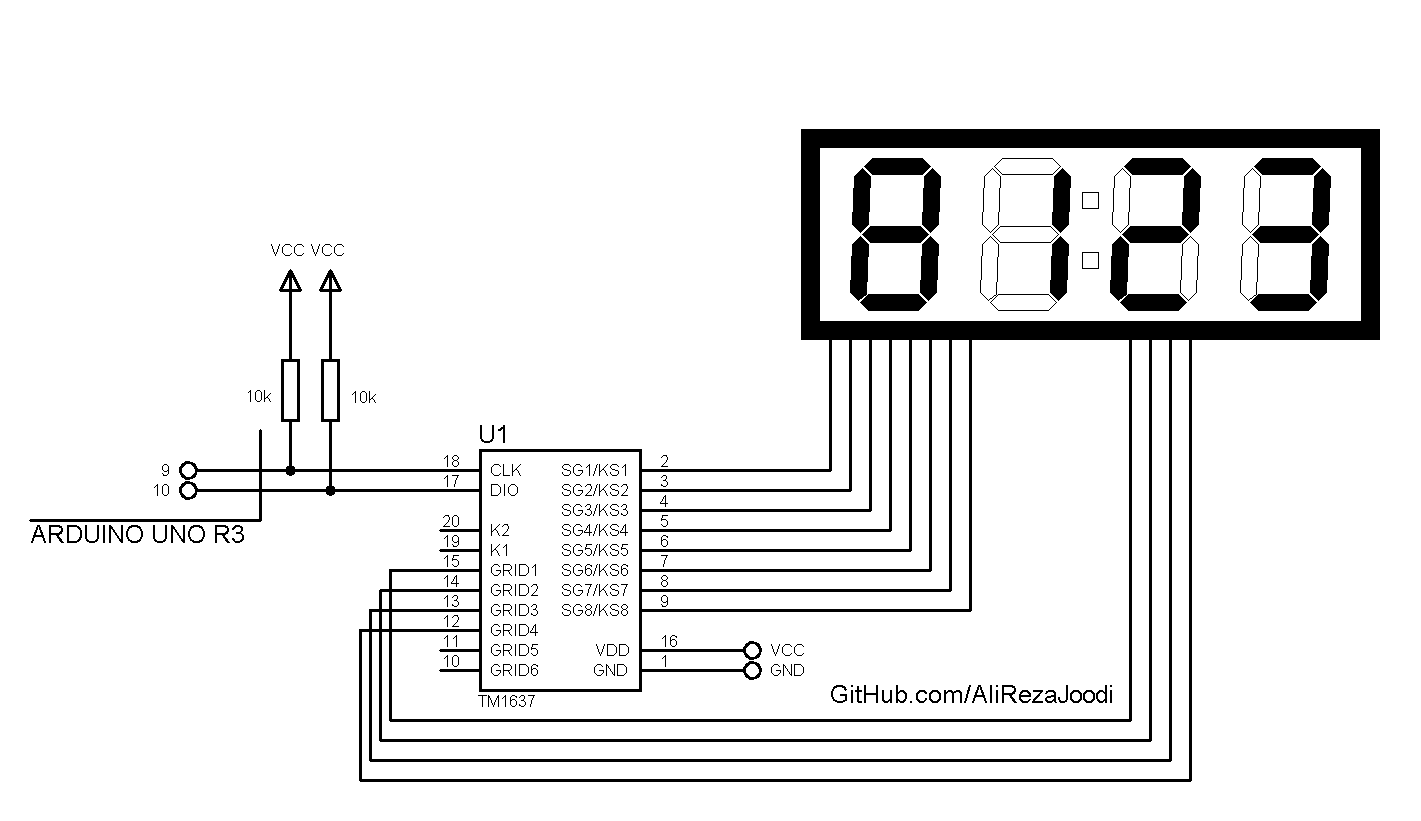 8123
VCC VCC
10k 10k
U1
9 18 CLK SG1/KS1 2
10 17 DIO SG2/KS2 3
SG3/KS3 4
ARDUINO UNO R3
20 K2 SG4/KS4 5
19 K1 SG5/KS5 6
15 GRID1 SG6/KS6 7
14 GRID2 SG7/KS7 8
13 GRID3 SG8/KS8 9
12 GRID4
11 GRID5 VDD 16 VCC
10 GRID6 GND 1 GND
TM1637
GitHub.com/AliRezaJoodi